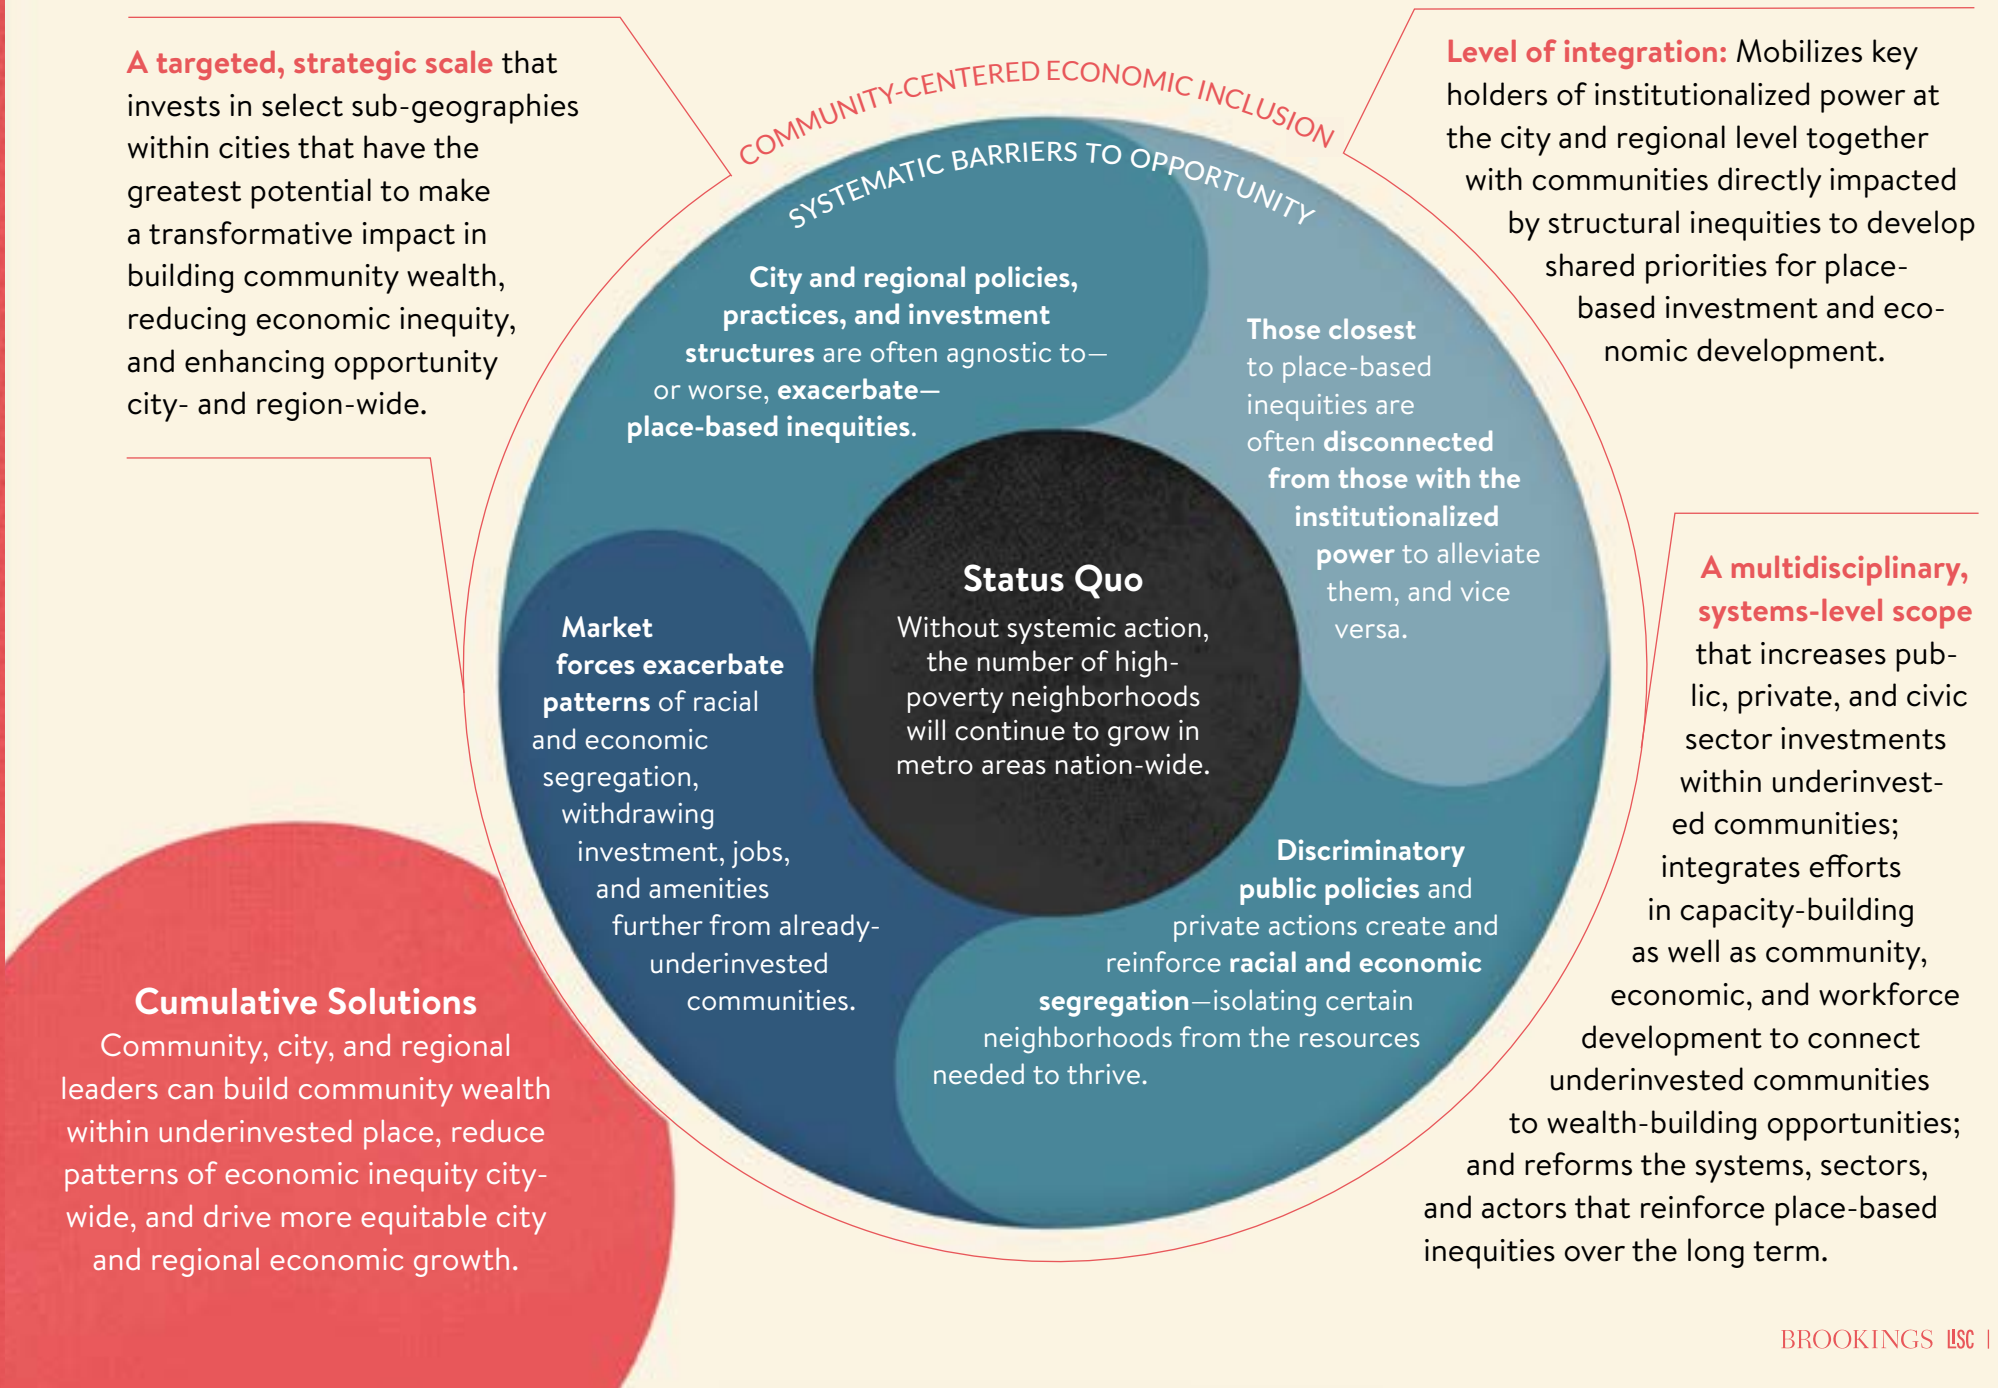 A targeted, strategic scale that
invests in select sub-geographies
within cities that have the
greatest potential to make
a transformative impact in
building community wealth,
reducing economic inequity,
and enhancing opportunity
city- and region-wide.
COMMUNITY-CENTERED ECONOMIC INCLUSION
SYSTEMATIC BARRIERS TO OPPORTUNITY
Level of integration: Mobilizes key
holders of institutionalized power at
the city and regional level together
with communities directly impacted
by structural inequities to develop
shared priorities for place-
based investment and eco-
nomic development.
City and regional policies,
practices, and investment
structures are often agnostic to—
or worse, exacerbate—
place-based inequities.
Those closest
to place-based
inequities are
often disconnected
from those with the
institutionalized
power to alleviate
them, and vice
versa.
Status Quo
Without systemic action,
the number of high-
poverty neighborhoods
will continue to grow in
metro areas nation-wide.
Market
forces exacerbate
patterns of racial
and economic
segregation,
withdrawing
investment, jobs,
and amenities
further from already-
underinvested
communities.
Discriminatory
public policies and
private actions create and
reinforce racial and economic
segregation—isolating certain
neighborhoods from the resources
needed to thrive.
A multidisciplinary,
systems-level scope
that increases pub-
lic, private, and civic
sector investments
within underinvest-
ed communities;
integrates efforts
in capacity-building
as well as community,
economic, and workforce
development to connect
underinvested communities
to wealth-building opportunities;
and reforms the systems, sectors,
and actors that reinforce place-based
inequities over the long term.
Cumulative Solutions
Community, city, and regional
leaders can build community wealth
within underinvested place, reduce
patterns of economic inequity city-
wide, and drive more equitable city
and regional economic growth.
BROOKINGS LISC |